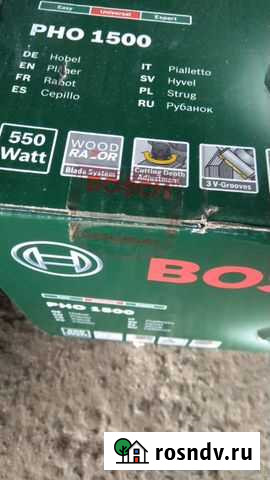 Easy Universal Expert
PHO 1500
DE Hobel
EN Planer
FR Rabot
ES Cepillo
IT Pialletto
SV Hyvel
PL Strug
RU Рубанок
550 Watt
WOOD RAZOR
Blade System
Cutting Depth
Adjustment
3 V-Grooves
BOSCH
BOS
PHO 1500
rosndv.ru